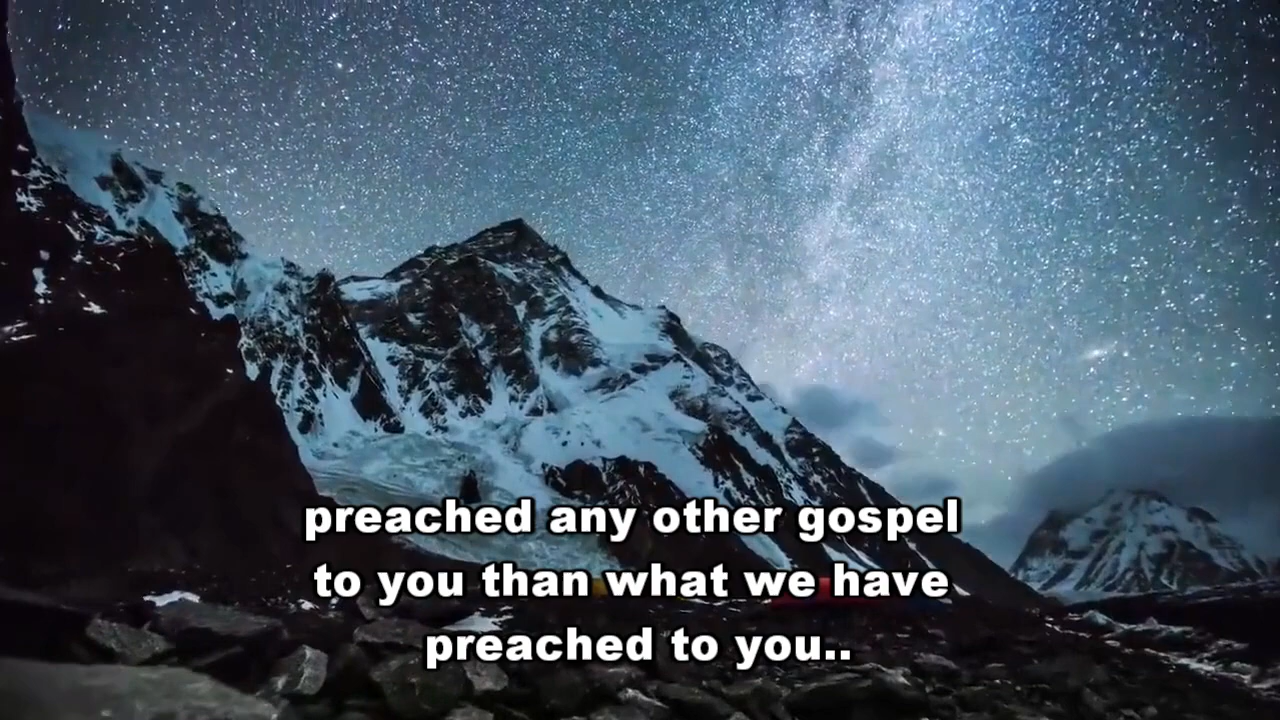 preached any other gospel
to you than what we have
preached to you..